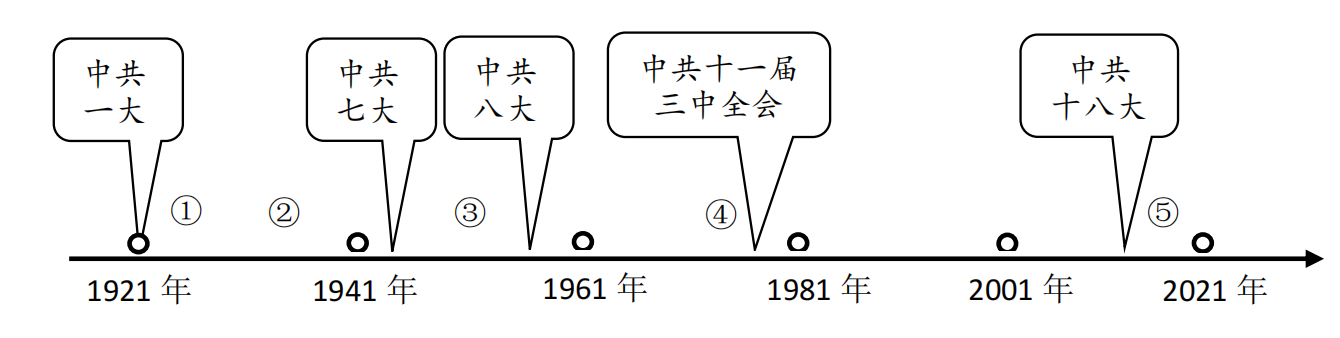 中共
一大
中共
七大
中共
八大
中共十一届
三中全会
中共
十八大
① ② ③ ④ ⑤
1921 年 1941 年 1961 年 1981 年 2001 年 2021 年